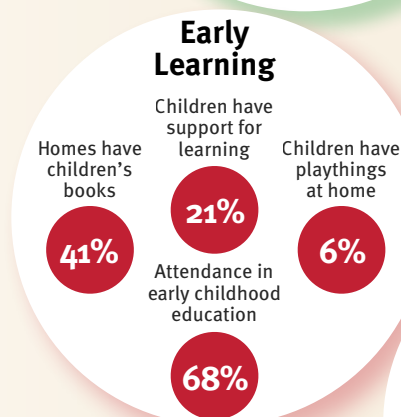 Early
Learning
Children have
support for
learning
21%
Homes have
children's
books
41%
Children have
playthings
at home
6%
Attendance in
early childhood
education
68%